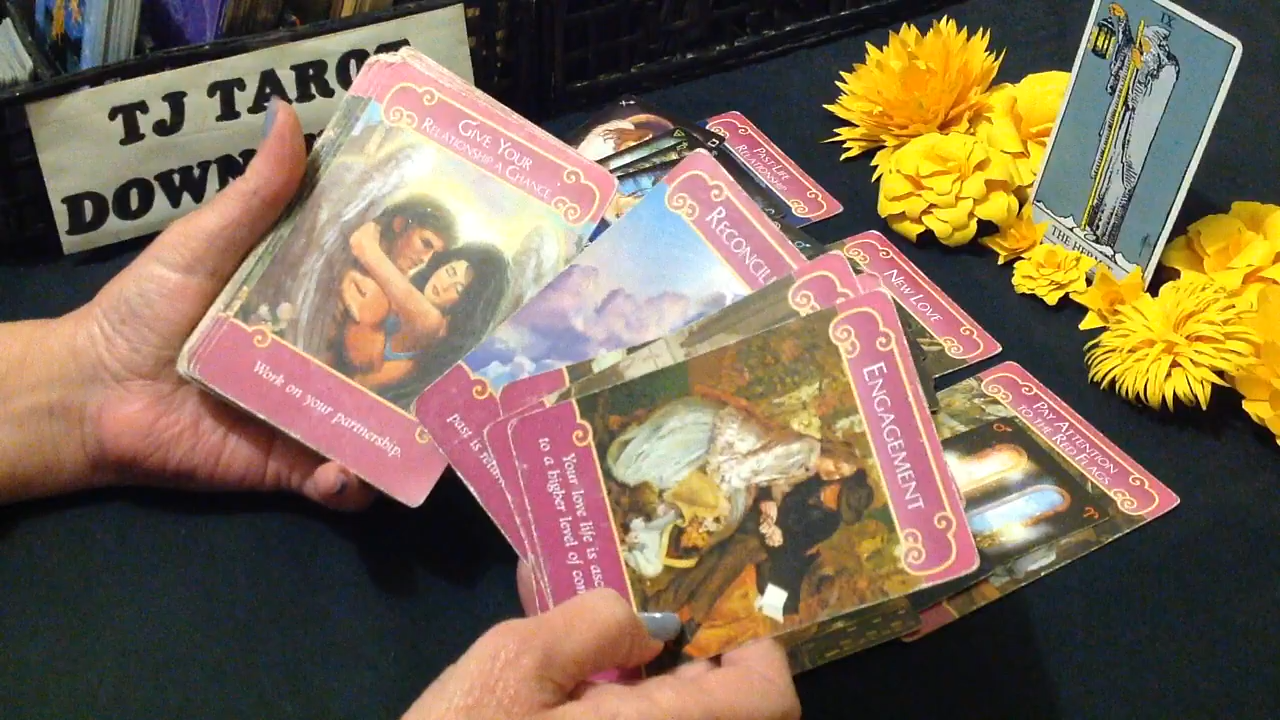 TJ TAROT
DOWN
GIVE YOUR
RELATIONSHIP A CHANCE
Work on your partnership.
PAST-LIFE
RELATIONSHIP
RECONCIL
past is return
NEW LOVE
ENGAGEMENT
Your love life is asc
to a higher level of com
PAY ATTENTION
TO THE RED FLAGS
IX
THE HE